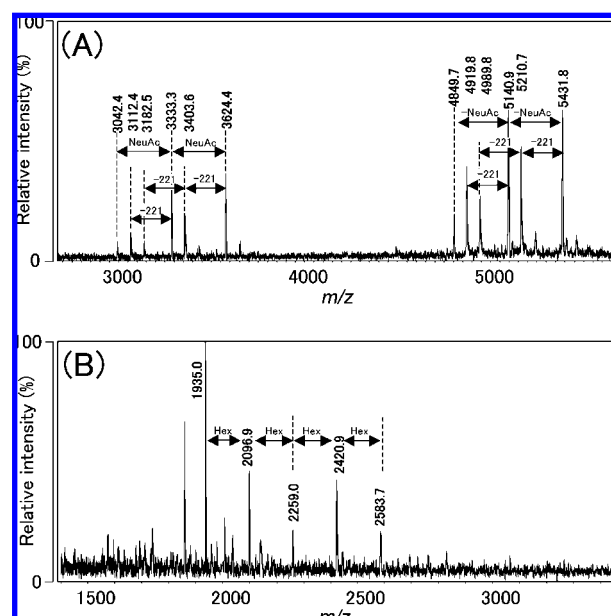 (A)
100
Relative intensity (%)
0
3042.4
3112.4
3182.5
3333.3
3403.6
3624.4
4849.7
4919.8
4989.8
5140.9
5210.7
5431.8
NeuAc
NeuAc
-221
-221
-221
-NeuAc
-NeuAc
-221
-221
-221
3000
4000
5000
m/z
(B)
100
Relative intensity (%)
0
1935.0
2096.9
2259.0
2420.9
2583.7
Hex
Hex
Hex
Hex
1500
2000
2500
3000
m/z